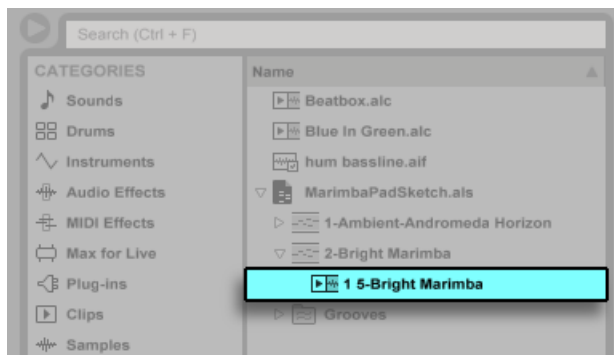 Search (Ctrl + F)
CATEGORIES
Sounds
Drums
Instruments
Audio Effects
MIDI Effects
Max for Live
Plug-ins
Clips
Samples
Name
Beatbox.alc
Blue In Green.alc
hum bassline.aif
MarimbaPadSketch.als
1-Ambient-Andromeda Horizon
2-Bright Marimba
1 5-Bright Marimba
Grooves